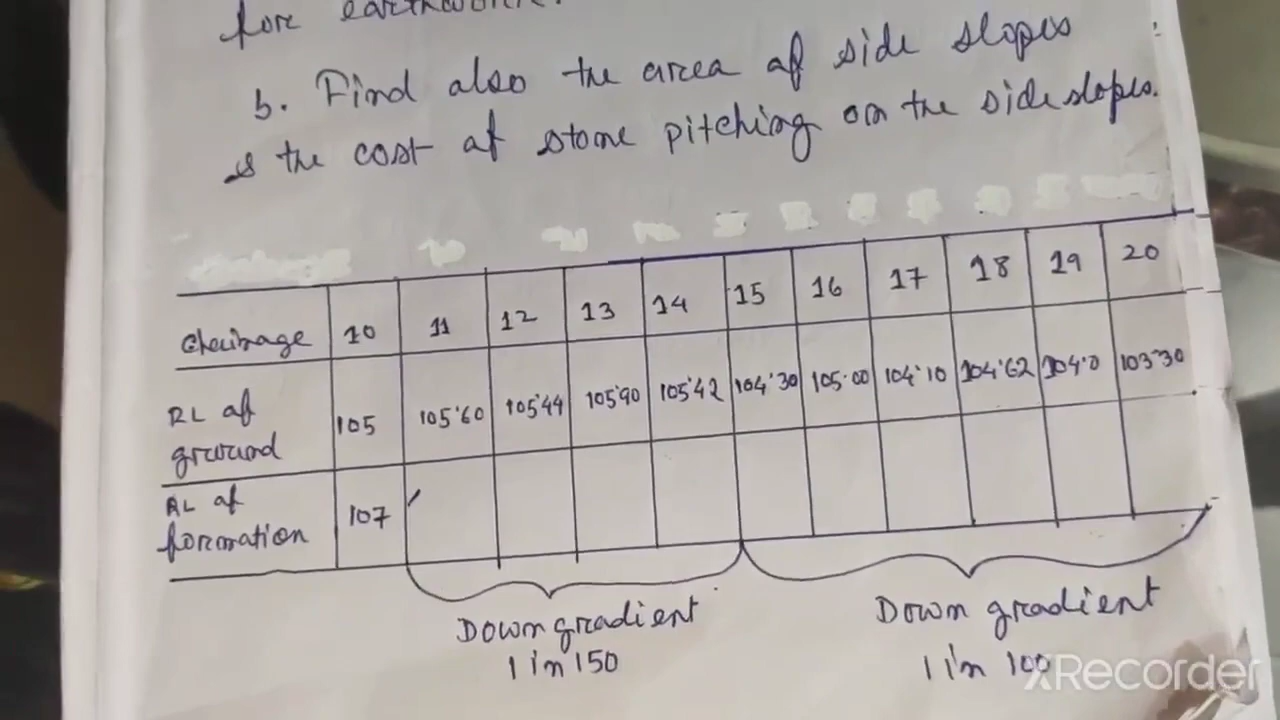 for earthwork.
b. Find also the area of side slopes
& the cost of stone pitching on the side slopes.
Chainage 10 11 12 13 14 15 16 17 18 19 20
RL of ground 105 105.60 105.44 105.90 105.42 104.30 105.00 104.10 104.62 104.0 103.30
RL of formation 107
Down gradient
1 in 150
Down gradient
1 in 100
XRecorder